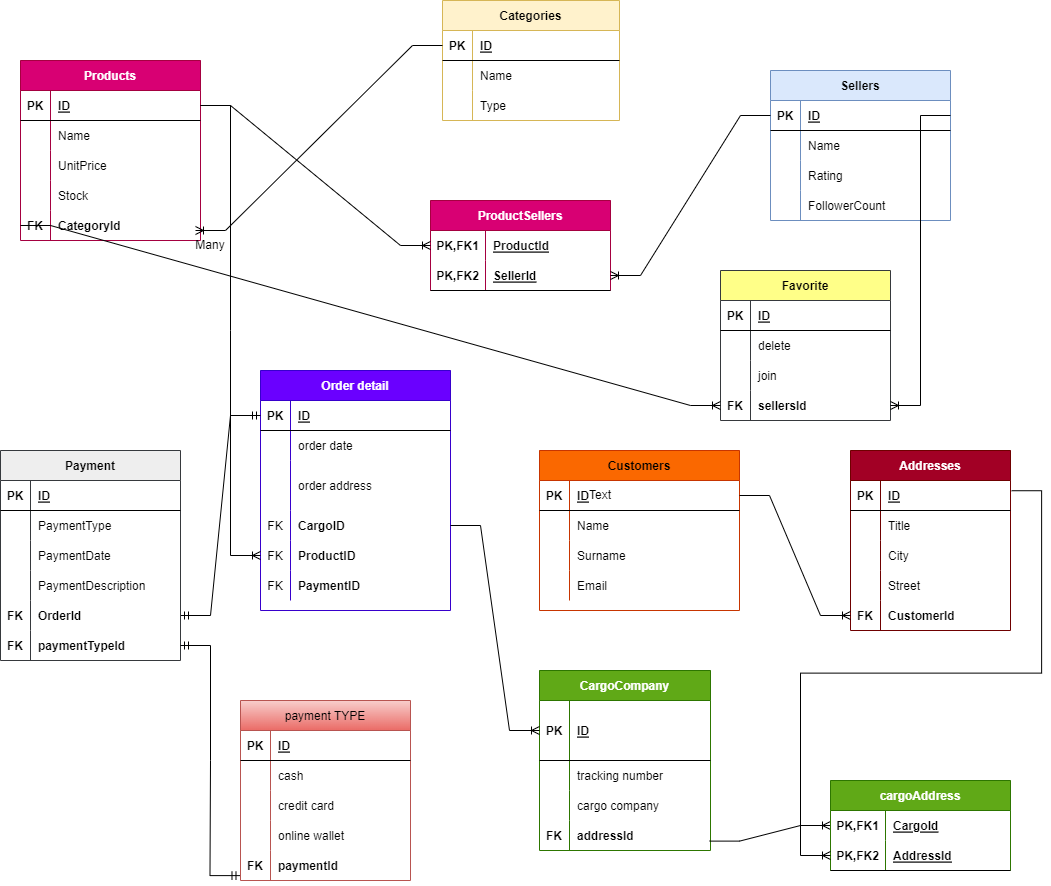 Categories
PK ID
Name
Type
Products
PK ID
Name
UnitPrice
Stock
FK CategoryId
Many
Sellers
PK ID
Name
Rating
FollowerCount
ProductSellers
PK,FK1 ProductId
PK,FK2 SellerId
Favorite
PK ID
delete
join
FK sellersId
Order detail
PK ID
order date
order address
FK CargoID
FK ProductID
FK PaymentID
Payment
PK ID
PaymentType
PaymentDate
PaymentDescription
FK OrderId
FK paymentTypeId
Customers
PK IDText
Name
Surname
Email
Addresses
PK ID
Title
City
Street
FK CustomerId
payment TYPE
PK ID
cash
credit card
online wallet
FK paymentId
CargoCompany
PK ID
tracking number
cargo company
FK addressId
cargoAddress
PK,FK1 CargoId
PK,FK2 AddressId